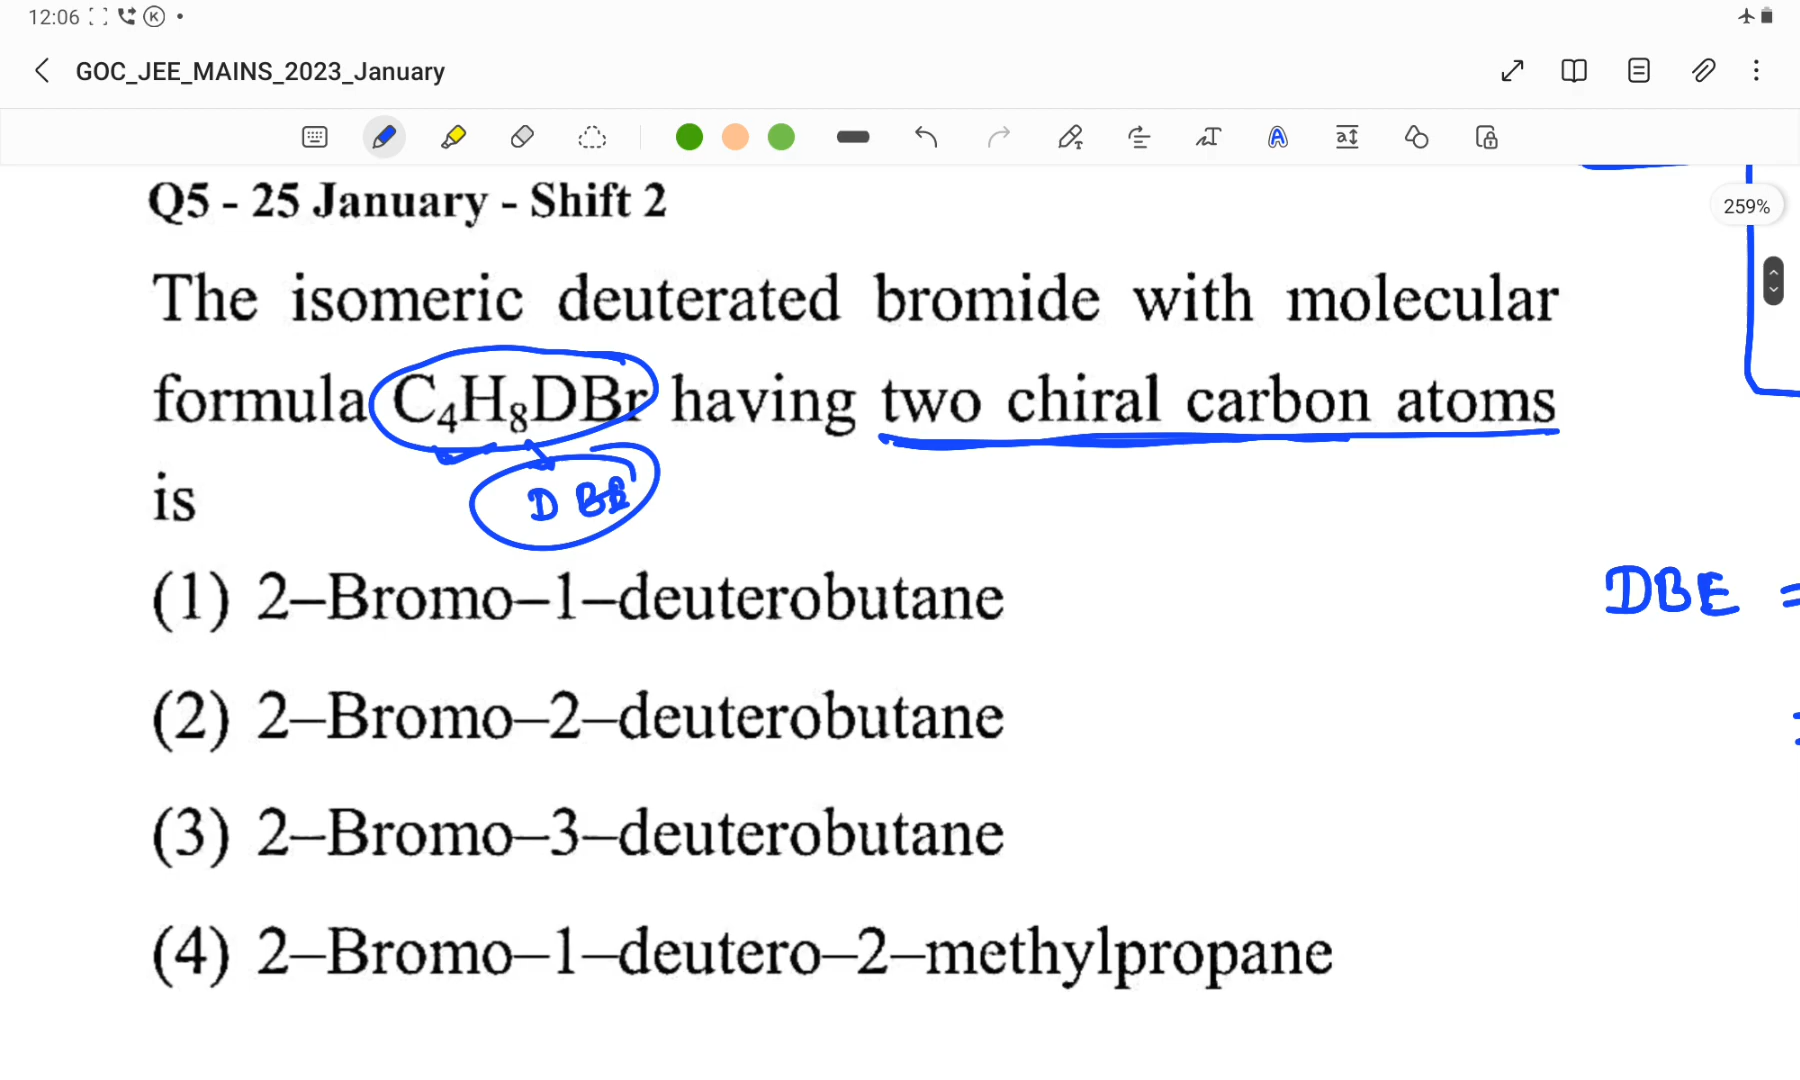 12:06
GOC_JEE_MAINS_2023_January
259%
Q5 - 25 January - Shift 2
The isomeric deuterated bromide with molecular
formula C₄H₈DBr having two chiral carbon atoms
is
D
DBE =
(1) 2–Bromo–1–deuterobutane
(2) 2–Bromo–2–deuterobutane
(3) 2–Bromo–3–deuterobutane
(4) 2–Bromo–1–deutero–2–methylpropane